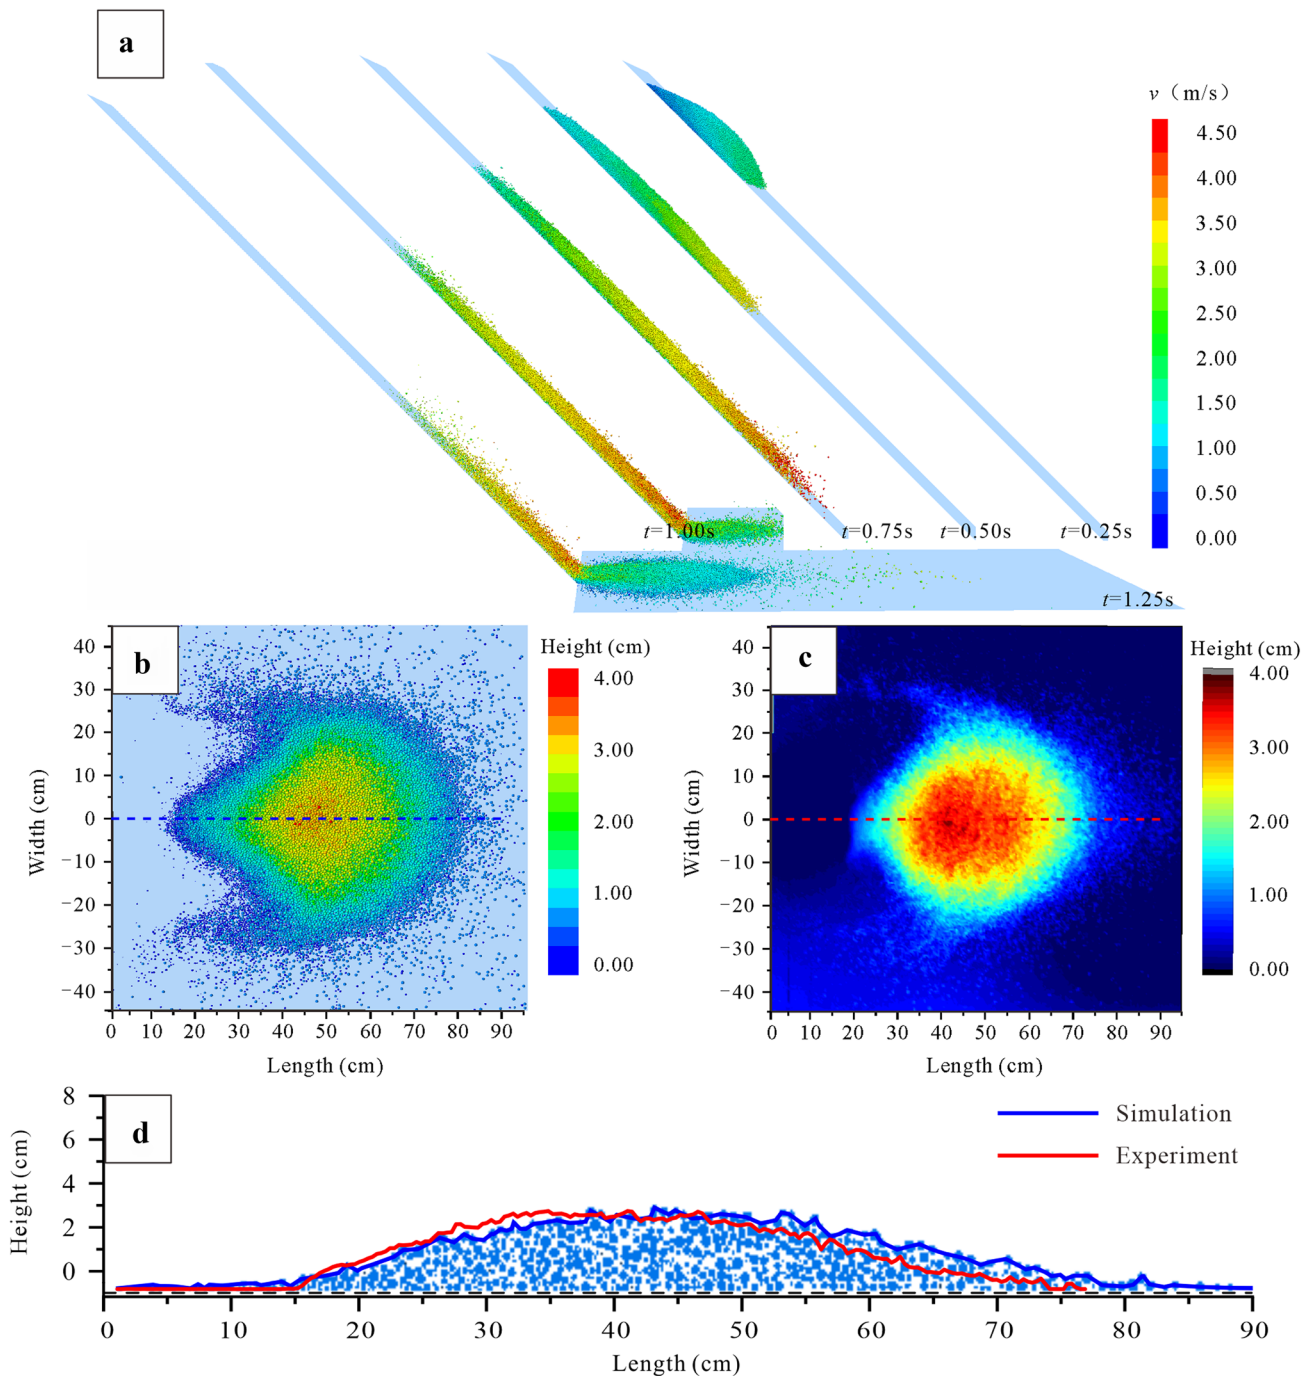 a
v (m/s)
4.50
4.00
3.50
3.00
2.50
2.00
1.50
1.00
0.50
0.00
t=1.00s
t=0.75s
t=0.50s
t=0.25s
t=1.25s
b
Width (cm)
40
30
20
10
0
−10
−20
−30
−40
0 10 20 30 40 50 60 70 80 90
Length (cm)
Height (cm)
4.00
3.00
2.00
1.00
0.00
c
Width (cm)
40
30
20
10
0
−10
−20
−30
−40
0 10 20 30 40 50 60 70 80 90
Length (cm)
Height (cm)
4.00
3.00
2.00
1.00
0.00
d
Height (cm)
8
6
4
2
0
Simulation
Experiment
0 10 20 30 40 50 60 70 80 90
Length (cm)